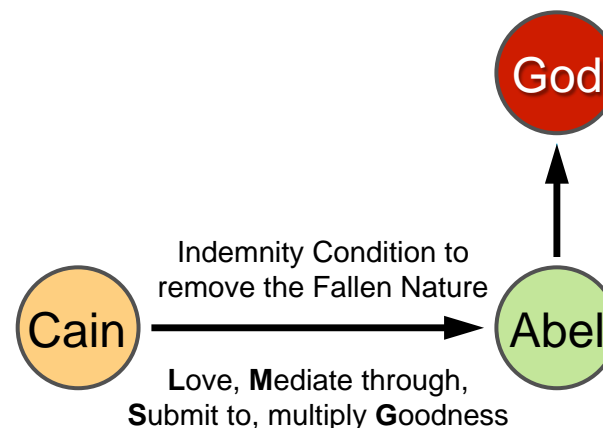 God
Indemnity Condition to
remove the Fallen Nature
Cain
Abel
Love, Mediate through,
Submit to, multiply Goodness